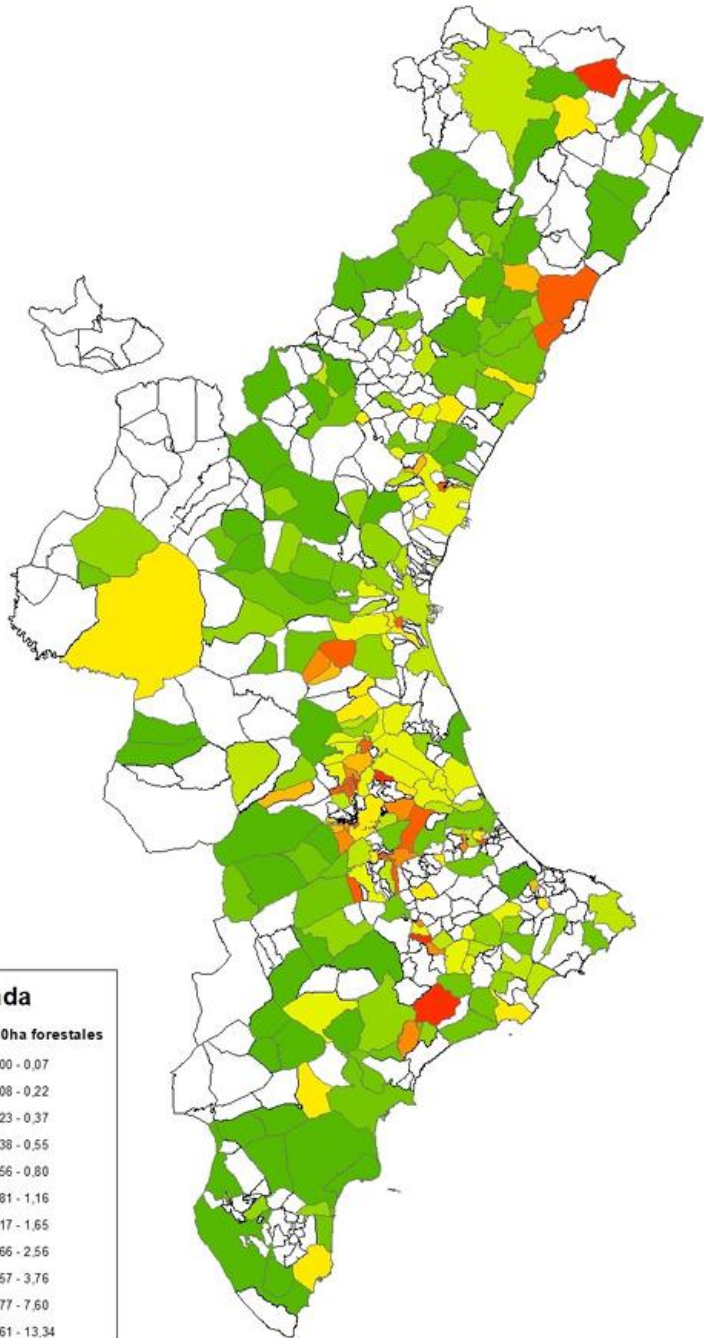 0ha forestales
00 - 0,07
08 - 0,22
23 - 0,37
38 - 0,55
56 - 0,80
81 - 1,16
17 - 1,65
66 - 2,56
57 - 3,76
77 - 7,60
61 - 13,34